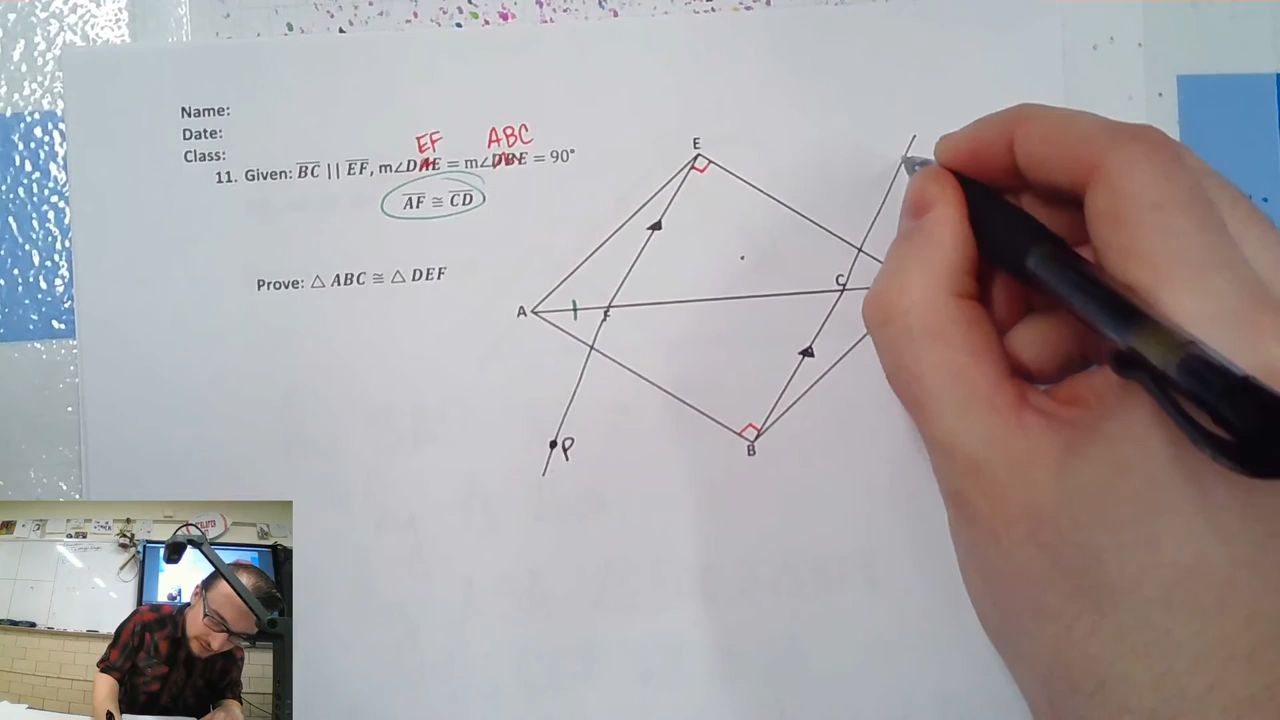 Name:
Date:
Class:
EF ABC
11. Given: BC || EF, m∠DAE = m∠DBE = 90°
AF ≅ CD
Prove: △ ABC ≅ △ DEF
E
A
F
C
P
B